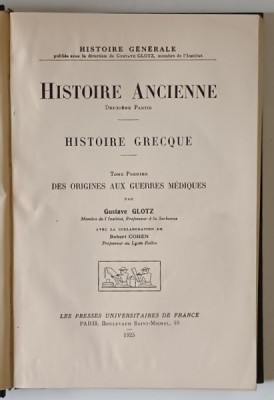 HISTOIRE GÉNÉRALE
publiée sous la direction de GUSTAVE GLOTZ, membre de l'Institut
HISTOIRE ANCIENNE
DEUXIÈME PARTIE
HISTOIRE GRECQUE
TOME PREMIER
DES ORIGINES AUX GUERRES MÉDIQUES
PAR
Gustave GLOTZ
Membre de l'Institut, Professeur à la Sorbonne
AVEC LA COLLABORATION DE
Robert COHEN
Professeur au Lycée
LES PRESSES UNIVERSITAIRES DE FRANCE
PARIS, BOULEVARD SAINT-MICHEL, 49
1925